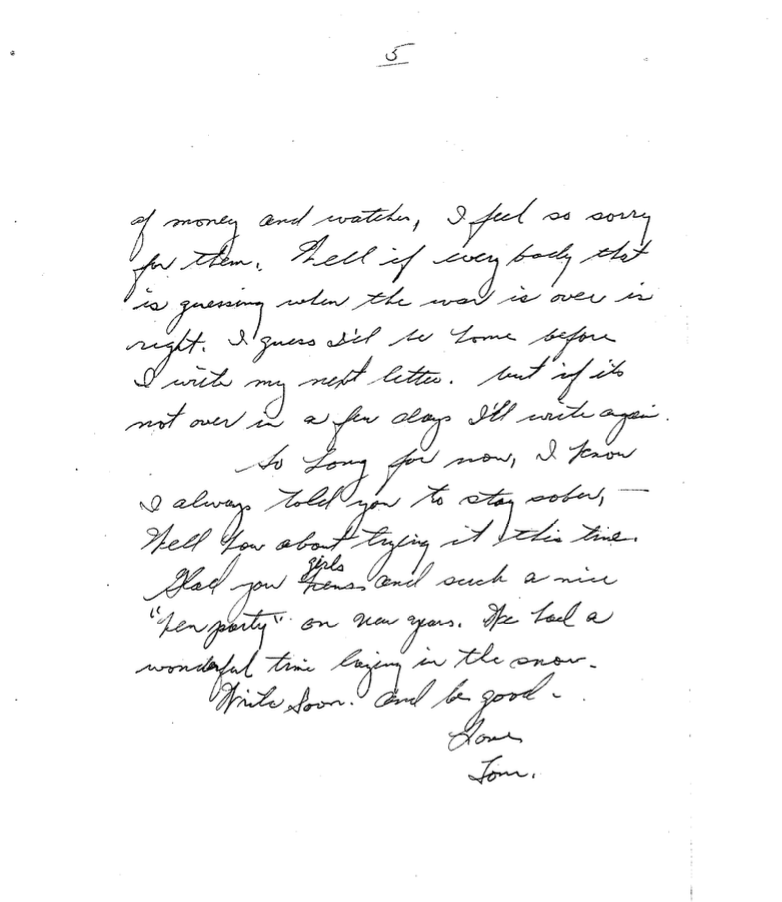 5
of money and watches, I feel so sorry
for them. Well if every body that
is guessing when the war is over is
right. I guess I'd be home before
I write my next letter. but if its
not over in a few days I'll write again.
So Long for now, I know
I always told you to stay sober, —
Well how about trying it this time.
girls
Glad you hens and such a nice
"hen party" on new years. We had a
wonderful time laying in the snow.
Write Soon. and be good -
Love
Tom.